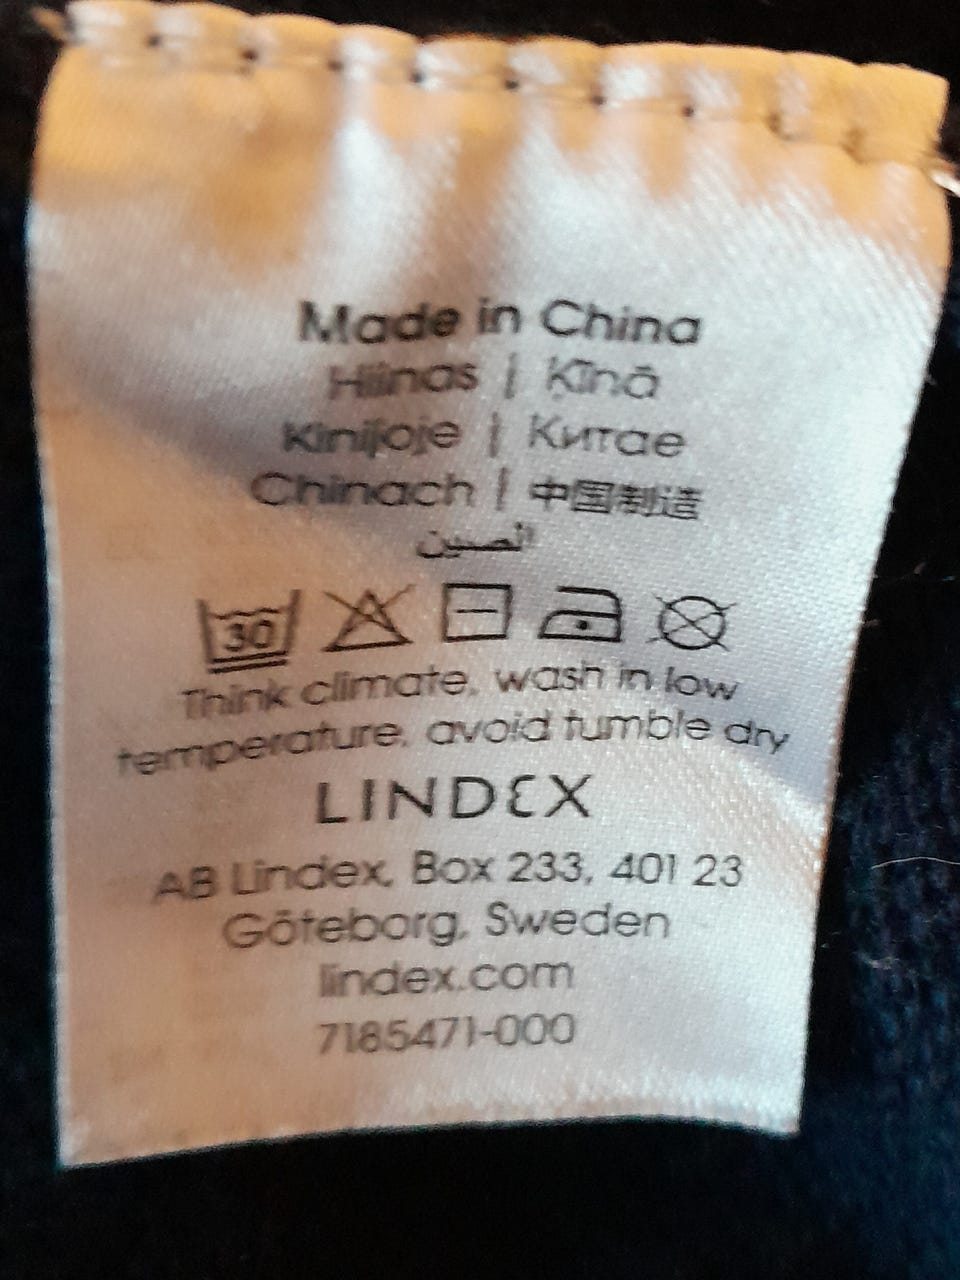 Made in China
Hiinas | Ķīnā
Kinijoje | Китае
Chinach | 中国制造
الصين
30
Think climate, wash in low
temperature, avoid tumble dry
LINDEX
AB Lindex, Box 233, 401 23
Göteborg, Sweden
lindex.com
7185471-000